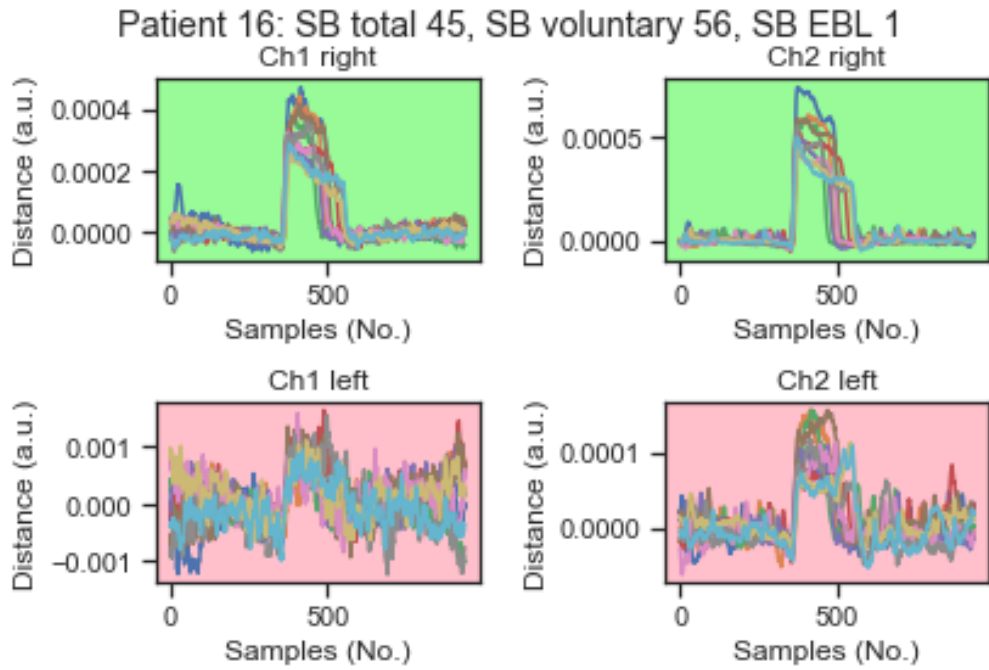 Patient 16: SB total 45, SB voluntary 56, SB EBL 1
Ch1 right
Distance (a.u.)
0.0004
0.0002
0.0000
0
500
Samples (No.)
Ch2 right
Distance (a.u.)
0.0005
0.0000
0
500
Samples (No.)
Ch1 left
Distance (a.u.)
0.001
0.000
−0.001
0
500
Samples (No.)
Ch2 left
Distance (a.u.)
0.0001
0.0000
0
500
Samples (No.)